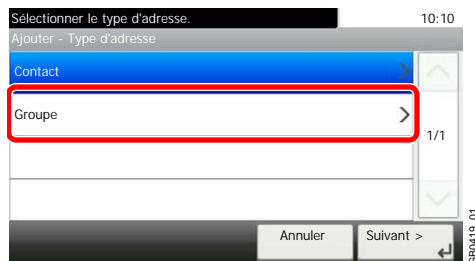 Sélectionner le type d'adresse. 10:10
Ajouter - Type d'adresse
Contact
Groupe
1/1
Annuler Suivant >
GB0419_01